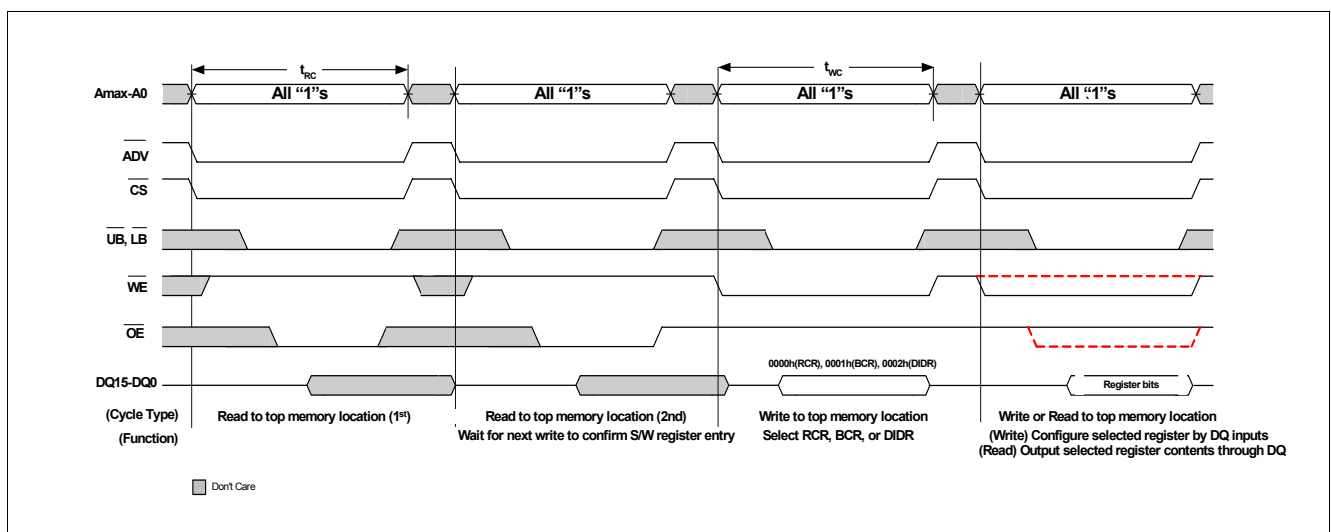 tRC
tWC
Amax-A0 All “1”s All “1”s All “1”s All “1”s
ADV
CS
UB, LB
WE
OE
0000h(RCR), 0001h(BCR), 0002h(DIDR)
DQ15-DQ0 Register bits
(Cycle Type) Read to top memory location (1st) Read to top memory location (2nd) Write to top memory location Write or Read to top memory location
(Function) Wait for next write to confirm S/W register entry Select RCR, BCR, or DIDR (Write) Configure selected register by DQ inputs
(Read) Output selected register contents through DQ
Don't Care